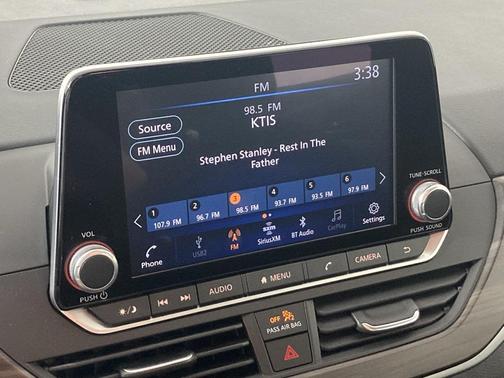 FM
3:38
98.5 FM
KTIS
Source
FM Menu
Stephen Stanley - Rest In The
Father
1 2 3 4 5 6
107.9 FM 96.7 FM 98.5 FM 93.7 FM 93.5 FM 97.9 FM
Phone USB2 FM SiriusXM BT Audio CarPlay Settings
VOL
PUSH
TUNE·SCROLL
PUSH SOUND
AUDIO MENU CAMERA
OFF
PASS AIR BAG